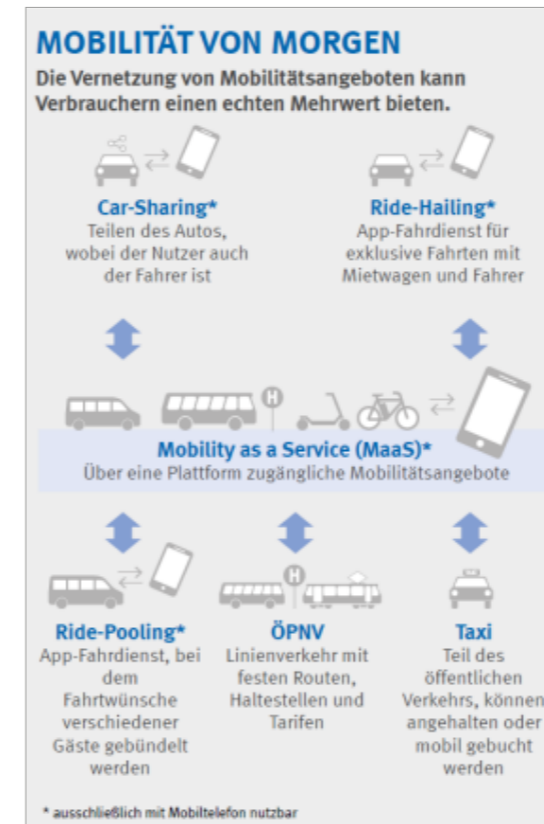 MOBILITÄT VON MORGEN
Die Vernetzung von Mobilitätsangeboten kann
Verbrauchern einen echten Mehrwert bieten.
Car-Sharing*
Teilen des Autos,
wobei der Nutzer auch
der Fahrer ist
Ride-Hailing*
App-Fahrdienst für
exklusive Fahrten mit
Mietwagen und Fahrer
H
Mobility as a Service (MaaS)*
Über eine Plattform zugängliche Mobilitätsangebote
H
Ride-Pooling*
App-Fahrdienst, bei
dem
Fahrtwünsche
verschiedener
Gäste gebündelt
werden
ÖPNV
Linienverkehr mit
festen Routen,
Haltestellen und
Tarifen
Taxi
Teil des
öffentlichen
Verkehrs, können
angehalten oder
mobil gebucht
werden
* ausschließlich mit Mobiltelefon nutzbar